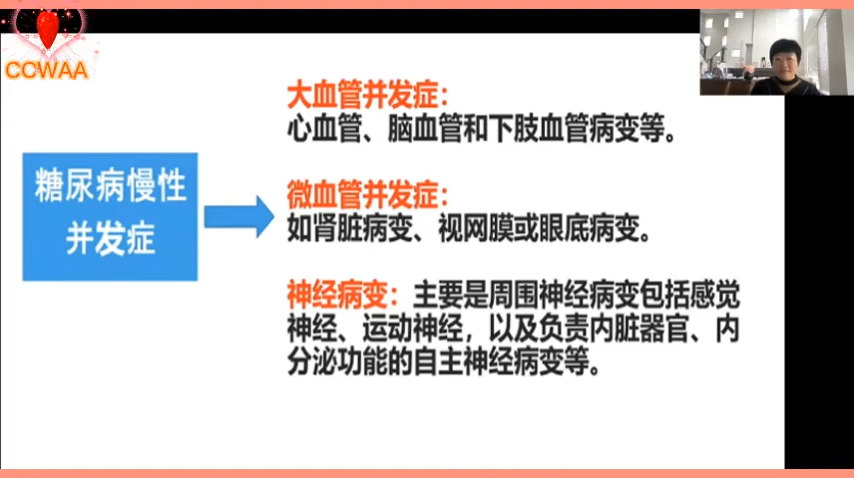 CCWAA
大血管并发症：
心血管、脑血管和下肢血管病变等。
糖尿病慢性
并发症
微血管并发症：
如肾脏病变、视网膜或眼底病变。
神经病变：主要是周围神经病变包括感觉
神经、运动神经，以及负责内脏器官、内
分泌功能的自主神经病变等。